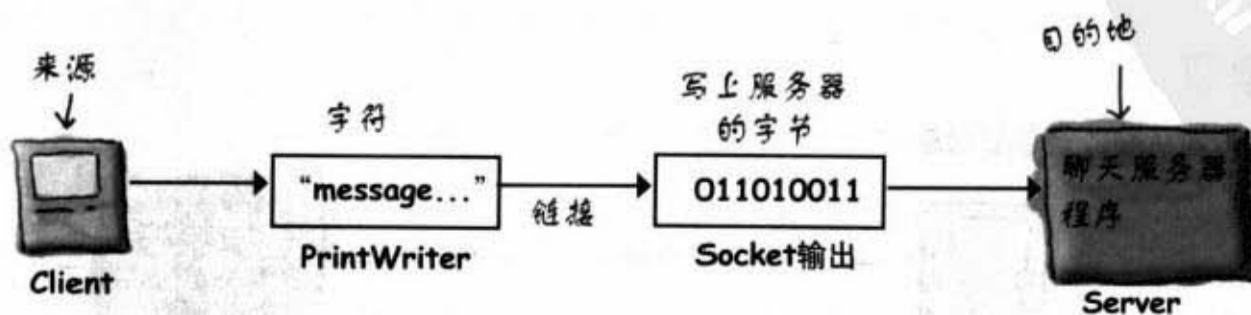 来源
目的地
字符
写上服务器
的字节
"message..."
链接
011010011
聊天服务器
程序
Client
PrintWriter
Socket输出
Server